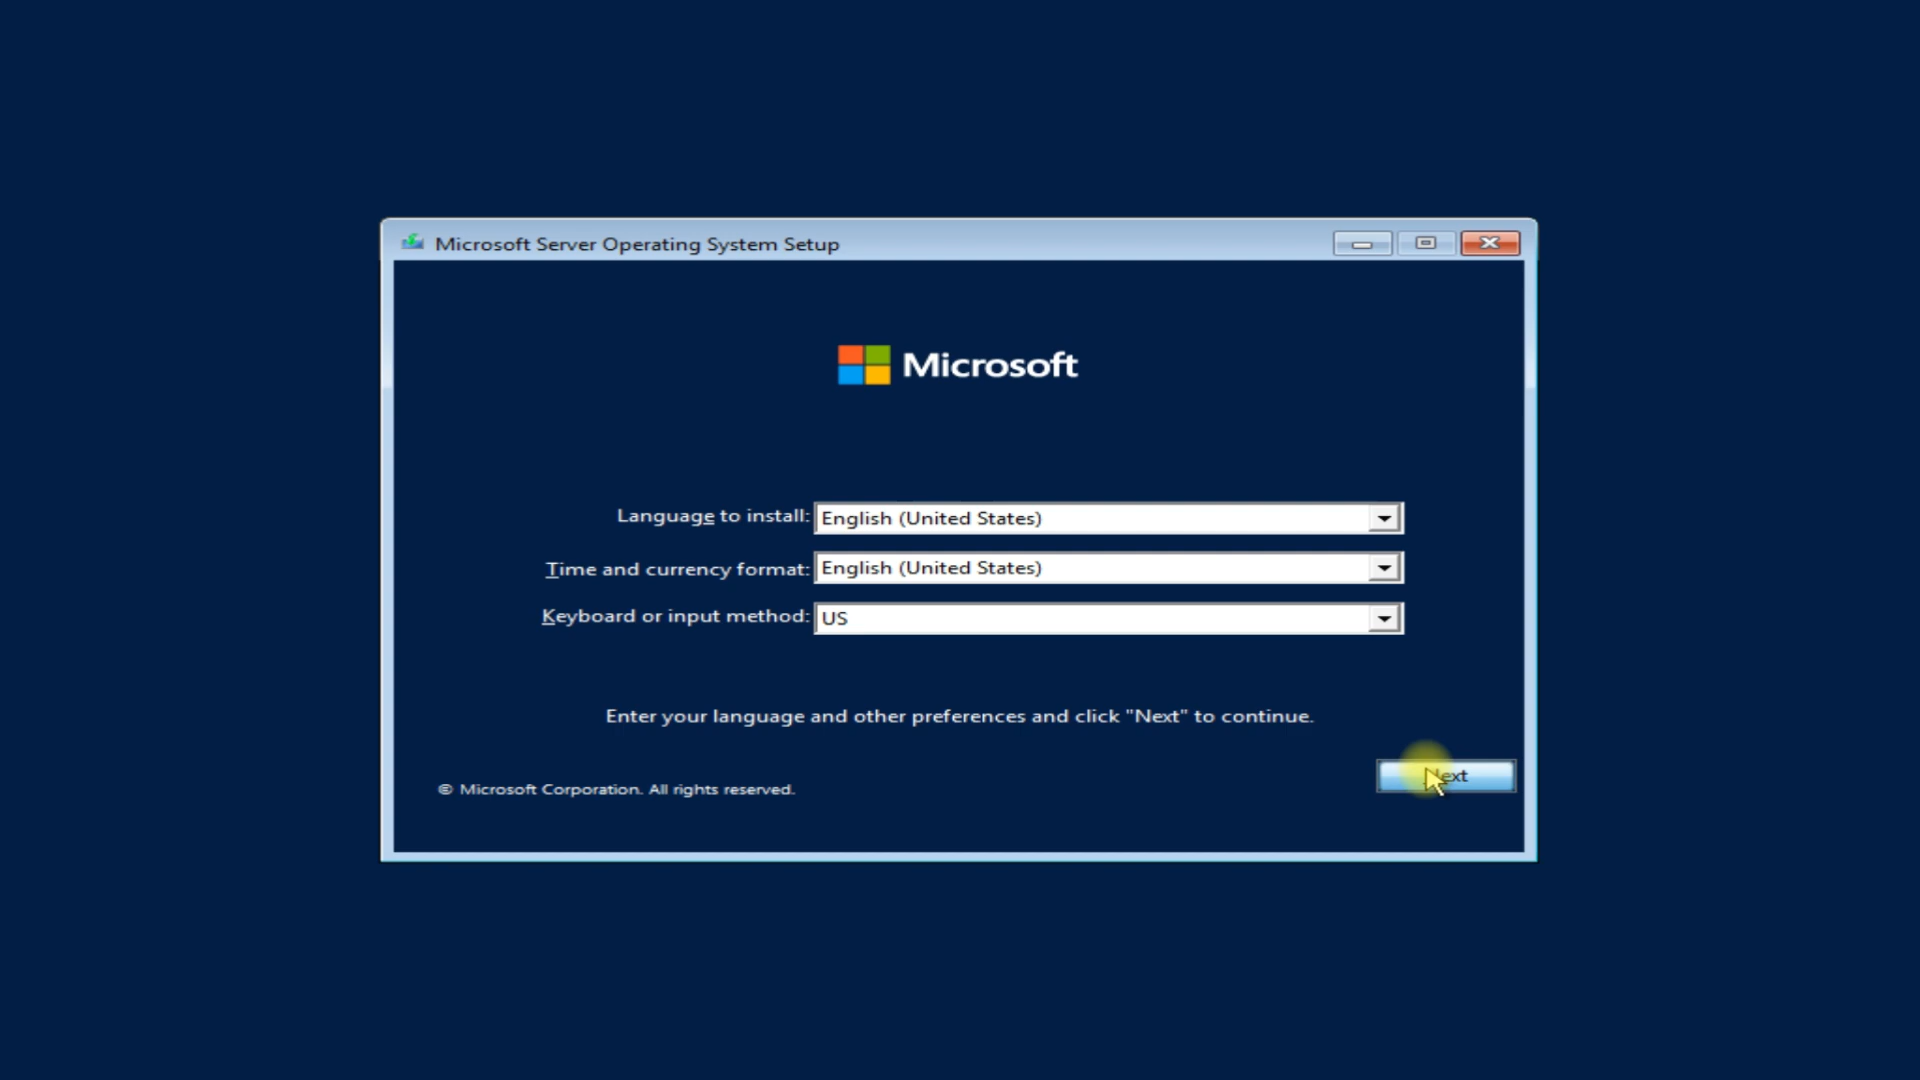 Microsoft Server Operating System Setup
Microsoft
Language to install: English (United States)
Time and currency format: English (United States)
Keyboard or input method: US
Enter your language and other preferences and click "Next" to continue.
Next
© Microsoft Corporation. All rights reserved.